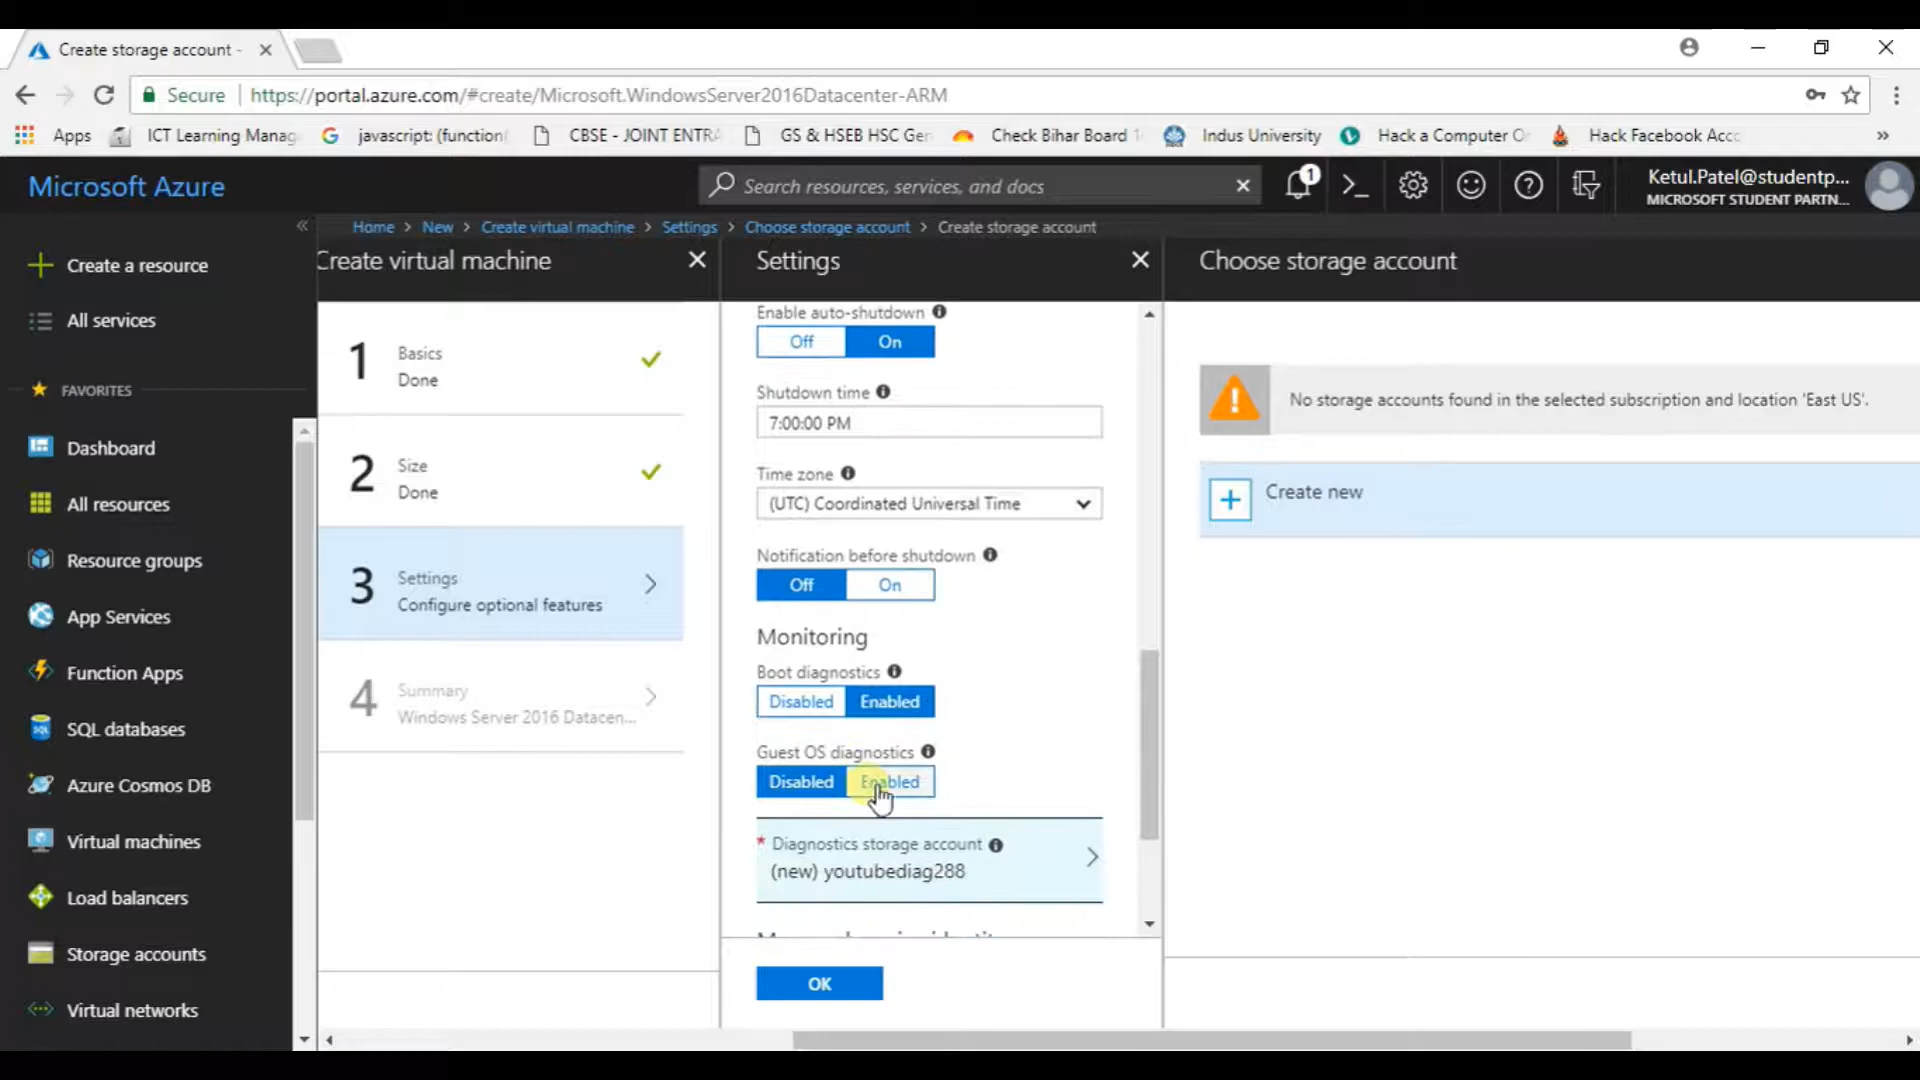 Create storage account -
Secure https://portal.azure.com/#create/Microsoft.WindowsServer2016Datacenter-ARM
Apps ICT Learning Manag javascript: (function( CBSE - JOINT ENTRA GS & HSEB HSC Ger Check Bihar Board 1 Indus University Hack a Computer O Hack Facebook Acc »
Microsoft Azure
Search resources, services, and docs
1
Ketul.Patel@studentp...
MICROSOFT STUDENT PARTN...
Home > New > Create virtual machine > Settings > Choose storage account > Create storage account
Create a resource
All services
FAVORITES
Dashboard
All resources
Resource groups
App Services
Function Apps
SQL databases
Azure Cosmos DB
Virtual machines
Load balancers
Storage accounts
Virtual networks
Create virtual machine
1 Basics
Done
2 Size
Done
3 Settings
Configure optional features
4 Summary
Windows Server 2016 Datacen...
Settings
Enable auto-shutdown
Off On
Shutdown time
7:00:00 PM
Time zone
(UTC) Coordinated Universal Time
Notification before shutdown
Off On
Monitoring
Boot diagnostics
Disabled Enabled
Guest OS diagnostics
Disabled Enabled
* Diagnostics storage account
(new) youtubediag288
OK
Choose storage account
No storage accounts found in the selected subscription and location 'East US'.
Create new